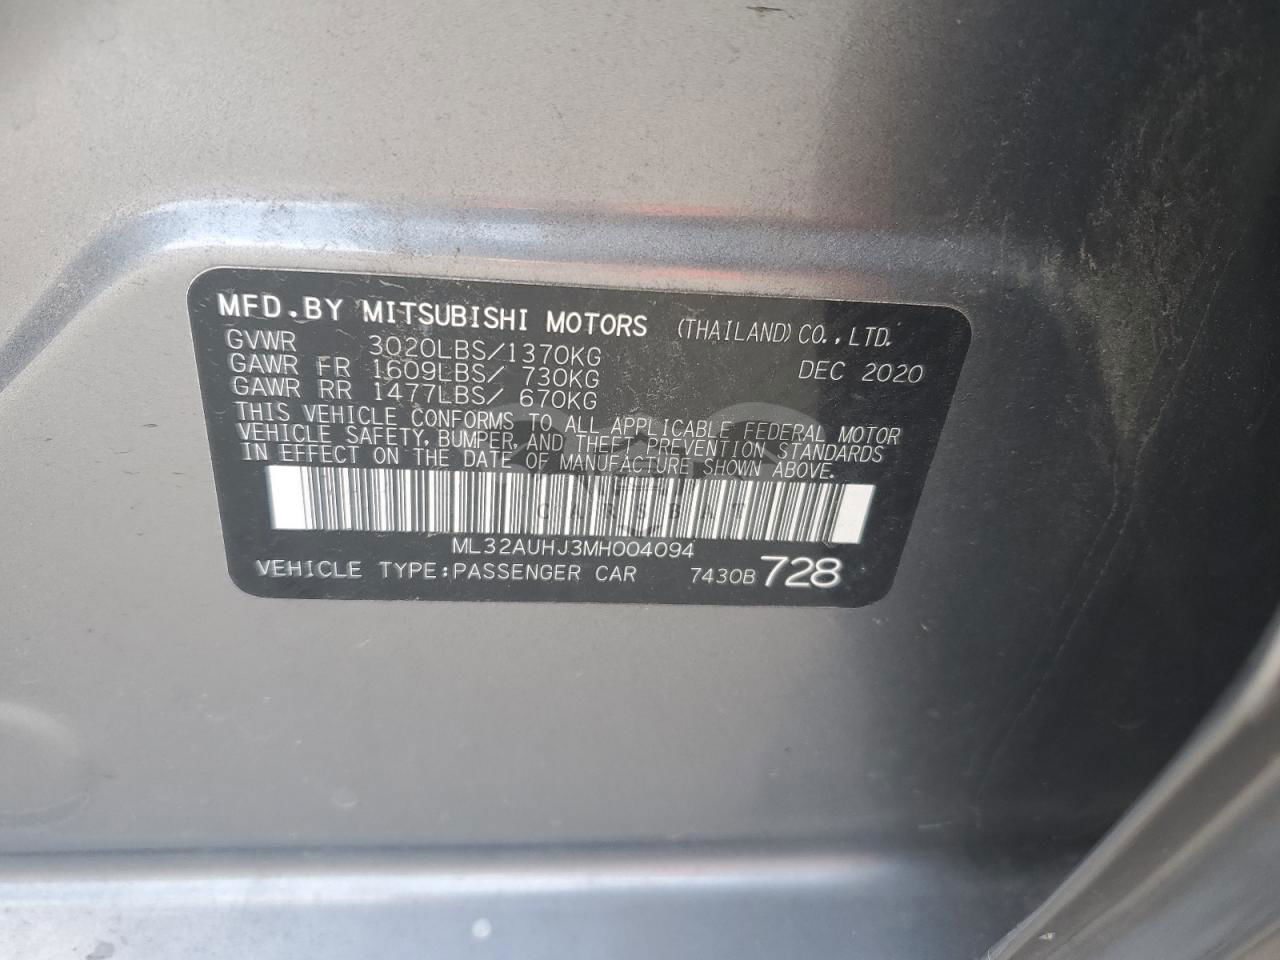 MFD.BY MITSUBISHI MOTORS (THAILAND) CO.,LTD.
GVWR 3020LBS/1370KG DEC 2020
GAWR FR 1609LBS/ 730KG
GAWR RR 1477LBS/ 670KG
THIS VEHICLE CONFORMS TO ALL APPLICABLE FEDERAL MOTOR
VEHICLE SAFETY, BUMPER, AND THEFT PREVENTION STANDARDS
IN EFFECT ON THE DATE OF MANUFACTURE SHOWN ABOVE.
CARSBAT
ML32AUHJ3MH004094
VEHICLE TYPE:PASSENGER CAR 7430B 728